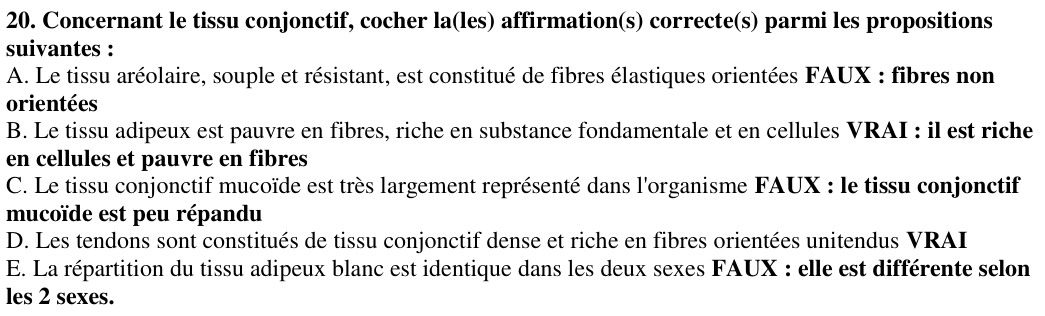 20. Concernant le tissu conjonctif, cocher la(les) affirmation(s) correcte(s) parmi les propositions
suivantes :
A. Le tissu aréolaire, souple et résistant, est constitué de fibres élastiques orientées FAUX : fibres non
orientées
B. Le tissu adipeux est pauvre en fibres, riche en substance fondamentale et en cellules VRAI : il est riche
en cellules et pauvre en fibres
C. Le tissu conjonctif mucoïde est très largement représenté dans l'organisme FAUX : le tissu conjonctif
mucoïde est peu répandu
D. Les tendons sont constitués de tissu conjonctif dense et riche en fibres orientées unitendus VRAI
E. La répartition du tissu adipeux blanc est identique dans les deux sexes FAUX : elle est différente selon
les 2 sexes.